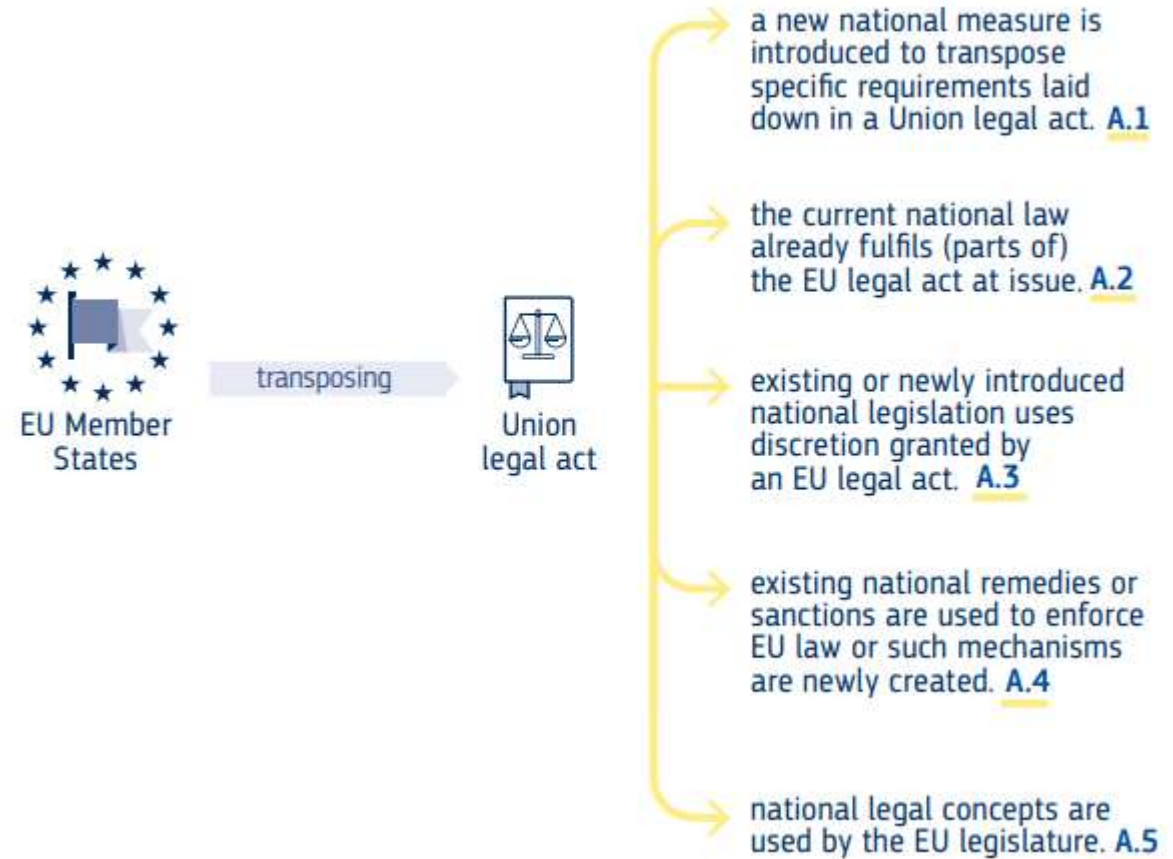 a new national measure is
introduced to transpose
specific requirements laid
down in a Union legal act. A.1
the current national law
already fulfils (parts of)
the EU legal act at issue. A.2
transposing
EU Member
States
Union
legal act
existing or newly introduced
national legislation uses
discretion granted by
an EU legal act. A.3
existing national remedies or
sanctions are used to enforce
EU law or such mechanisms
are newly created. A.4
national legal concepts are
used by the EU legislature. A.5